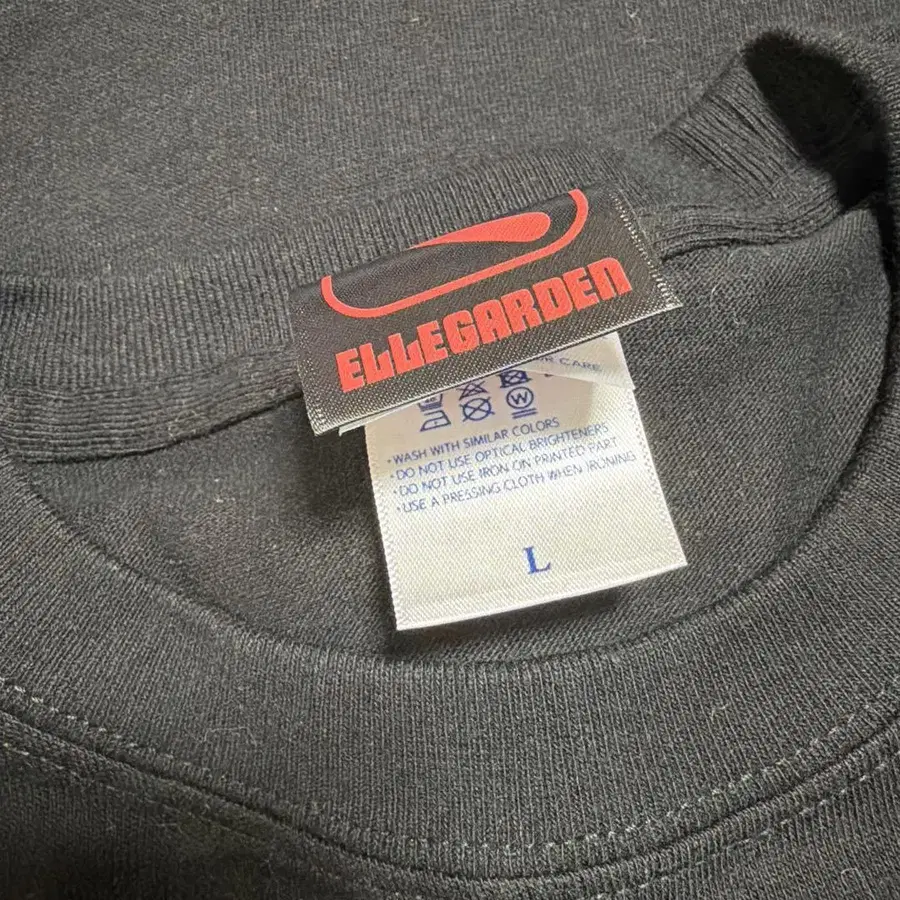 ELLEGARDEN
CARE
W
• WASH WITH SIMILAR COLORS
• DO NOT USE OPTICAL BRIGHTENERS
• DO NOT USE IRON ON PRINTED PART
• USE A PRESSING CLOTH WHEN IRONING
L